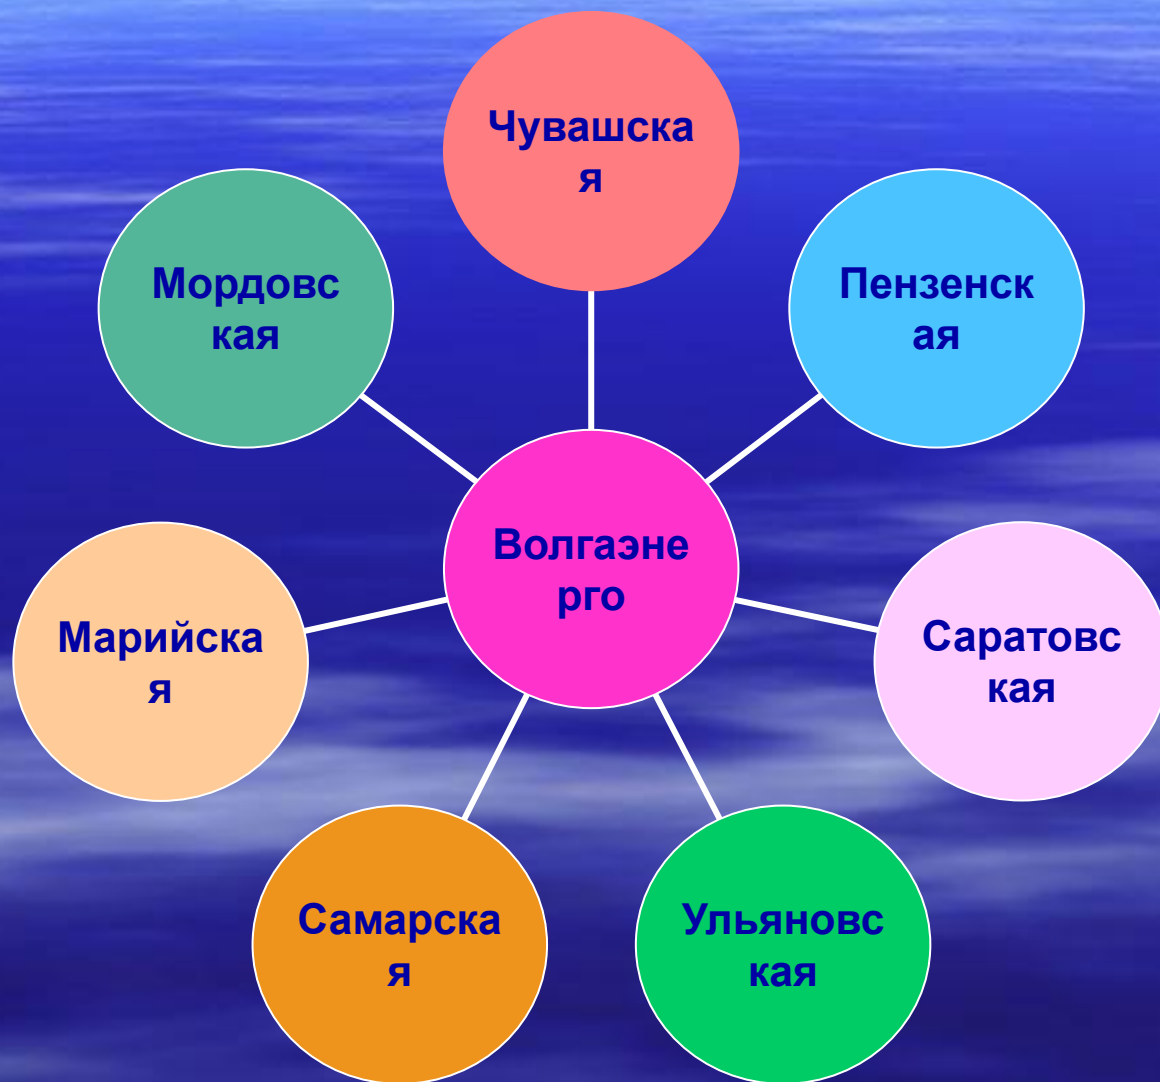 Чувашска
я
Мордовс
кая
Пензенск
ая
Волгаэне
рго
Марийска
я
Саратовс
кая
Самарска
я
Ульяновс
кая